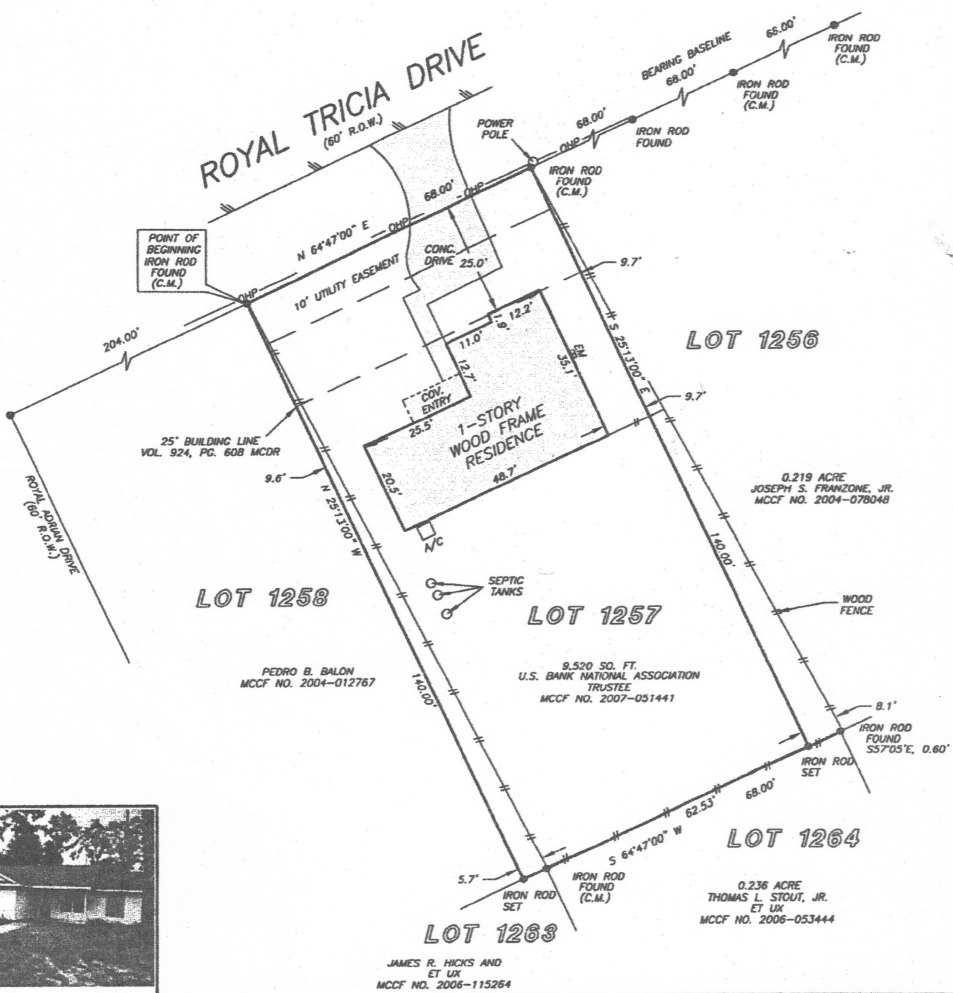 ROYAL TRICIA DRIVE
(60' R.O.W.)
BEARING BASELINE
66.00'
IRON ROD
FOUND
(C.M.)
68.00'
IRON ROD
FOUND
(C.M.)
68.00'
IRON ROD
FOUND
OHP
POWER
POLE
IRON ROD
FOUND
(C.M.)
OHP
68.00'
OHP
N 64°47'00" E
OHP
POINT OF
BEGINNING
IRON ROD
FOUND
(C.M.)
204.00'
10' UTILITY EASEMENT
CONC.
DRIVE
25.0'
9.7'
S 25°13'00" E
LOT 1256
12.2'
1.9'
11.0'
12.7'
EM
35.1'
COV.
ENTRY
25.5'
1-STORY
WOOD FRAME
RESIDENCE
48.7'
20.5'
A/C
9.7'
25' BUILDING LINE
VOL. 924, PG. 608 MCDR
9.6'
N 25°13'00" W
ROYAL ADRIAN DRIVE
(60' R.O.W.)
0.219 ACRE
JOSEPH S. FRANZONE, JR.
MCCF NO. 2004-078048
140.00'
SEPTIC
TANKS
LOT 1258
LOT 1257
WOOD
FENCE
PEDRO B. BALON
MCCF NO. 2004-012767
9,520 SQ. FT.
U.S. BANK NATIONAL ASSOCIATION
TRUSTEE
MCCF NO. 2007-051441
140.00'
8.1'
IRON ROD
FOUND
S57°05'E, 0.60'
IRON ROD
SET
68.00'
62.53'
S 64°47'00" W
LOT 1264
0.236 ACRE
THOMAS L. STOUT, JR.
ET UX
MCCF NO. 2006-053444
5.7'
IRON ROD
SET
IRON ROD
FOUND
(C.M.)
LOT 1263
JAMES R. HICKS AND
ET UX
MCCF NO. 2006-115264